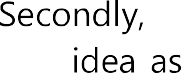 Secondly,
idea as